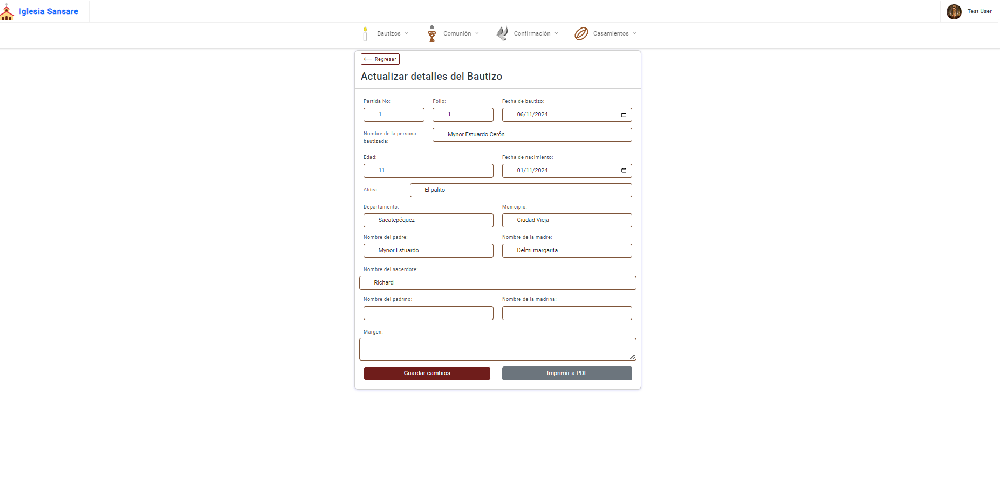 Iglesia Sansare
Test User
Bautizos
Comunión
Confirmación
Casamientos
Regresar
Actualizar detalles del Bautizo
Partida No:
Folio:
Fecha de bautizo:
1
1
06/11/2024
Nombre de la persona
bautizada:
Mynor Estuardo Cerón
Edad:
Fecha de nacimiento:
11
01/11/2024
Aldea:
El palito
Departamento:
Municipio:
Sacatepéquez
Ciudad Vieja
Nombre del padre:
Nombre de la madre:
Mynor Estuardo
Delmi margarita
Nombre del sacerdote:
Richard
Nombre del padrino:
Nombre de la madrina:
Margen:
Guardar cambios
Imprimir a PDF